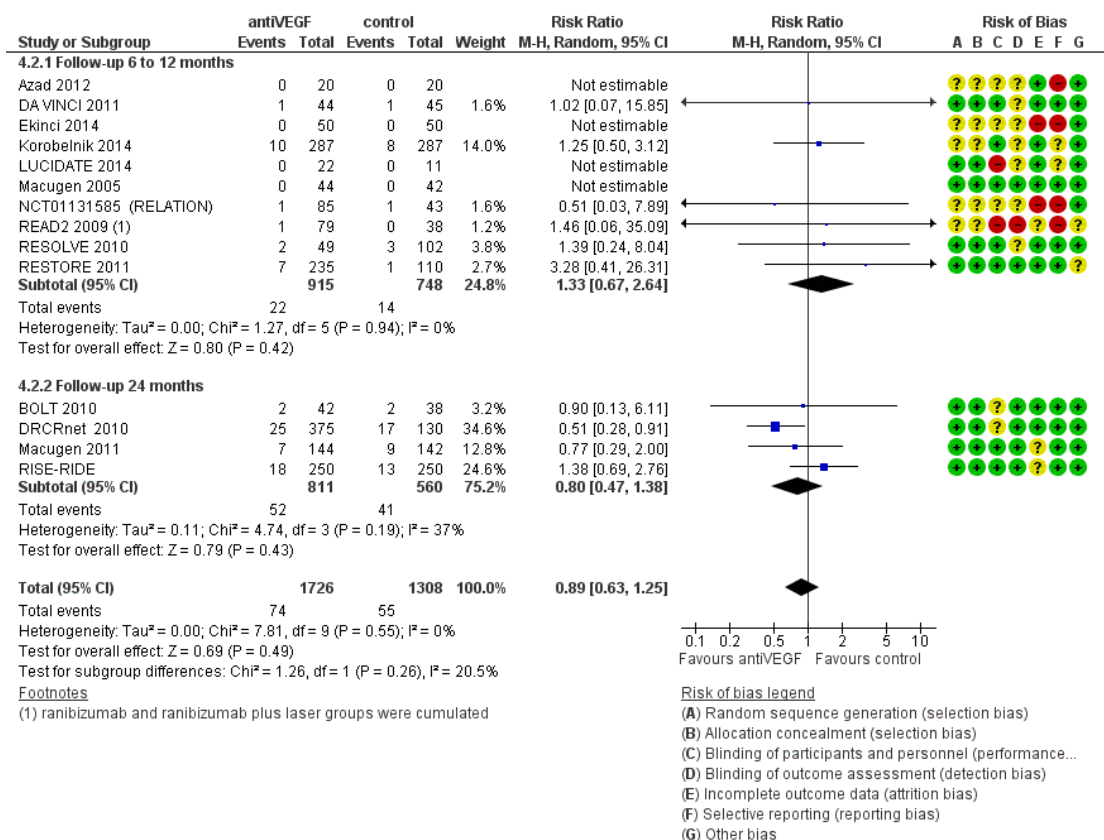 antiVEGF control Risk Ratio Risk Ratio Risk of Bias
Study or Subgroup Events Total Events Total Weight M-H, Random, 95% CI M-H, Random, 95% CI A B C D E F G
4.2.1 Follow-up 6 to 12 months
Azad 2012 0 20 0 20 Not estimable ? ? ? ? + - +
DA VINCI 2011 1 44 1 45 1.6% 1.02 [0.07, 15.85] + + + ? + + +
Ekinci 2014 0 50 0 50 Not estimable ? ? ? ? - - +
Korobelnik 2014 10 287 8 287 14.0% 1.25 [0.50, 3.12] ? ? + ? + ? +
LUCIDATE 2014 0 22 0 11 Not estimable + + - ? + ? +
Macugen 2005 0 44 0 42 Not estimable + + + + + + +
NCT01131585 (RELATION) 1 85 1 43 1.6% 0.51 [0.03, 7.89] ? ? ? ? - - +
READ2 2009 (1) 1 79 0 38 1.2% 1.46 [0.06, 35.09] ? ? - - ? - ?
RESOLVE 2010 2 49 3 102 3.8% 1.39 [0.24, 8.04] + + + ? + + +
RESTORE 2011 7 235 1 110 2.7% 3.28 [0.41, 26.31] + + + + + + ?
Subtotal (95% CI) 915 748 24.8% 1.33 [0.67, 2.64]
Total events 22 14
Heterogeneity: Tau² = 0.00; Chi² = 1.27, df = 5 (P = 0.94); I² = 0%
Test for overall effect: Z = 0.80 (P = 0.42)
4.2.2 Follow-up 24 months
BOLT 2010 2 42 2 38 3.2% 0.90 [0.13, 6.11] + + ? + + + +
DRCRnet 2010 25 375 17 130 34.6% 0.51 [0.28, 0.91] + + ? + + + +
Macugen 2011 7 144 9 142 12.8% 0.77 [0.29, 2.00] + + + + ? + +
RISE-RIDE 18 250 13 250 24.6% 1.38 [0.69, 2.76] + + + + ? + +
Subtotal (95% CI) 811 560 75.2% 0.80 [0.47, 1.38]
Total events 52 41
Heterogeneity: Tau² = 0.11; Chi² = 4.74, df = 3 (P = 0.19); I² = 37%
Test for overall effect: Z = 0.79 (P = 0.43)
Total (95% CI) 1726 1308 100.0% 0.89 [0.63, 1.25]
Total events 74 55
Heterogeneity: Tau² = 0.00; Chi² = 7.81, df = 9 (P = 0.55); I² = 0%
Test for overall effect: Z = 0.69 (P = 0.49)
Test for subgroup differences: Chi² = 1.26, df = 1 (P = 0.26), I² = 20.5%
0.1 0.2 0.5 1 2 5 10
Favours antiVEGF Favours control
Footnotes
(1) ranibizumab and ranibizumab plus laser groups were cumulated
Risk of bias legend
(A) Random sequence generation (selection bias)
(B) Allocation concealment (selection bias)
(C) Blinding of participants and personnel (performance...
(D) Blinding of outcome assessment (detection bias)
(E) Incomplete outcome data (attrition bias)
(F) Selective reporting (reporting bias)
(G) Other bias